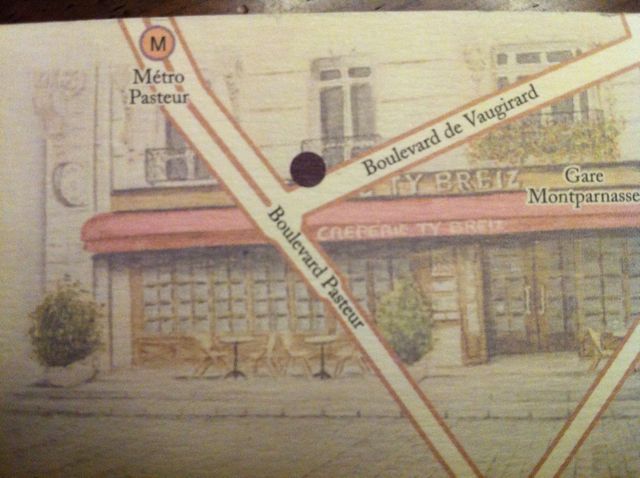 M
Métro
Pasteur
Boulevard de Vaugirard
Gare
Montparnasse
TY BREIZ
CREPERIE TY BREIZ
Boulevard Pasteur